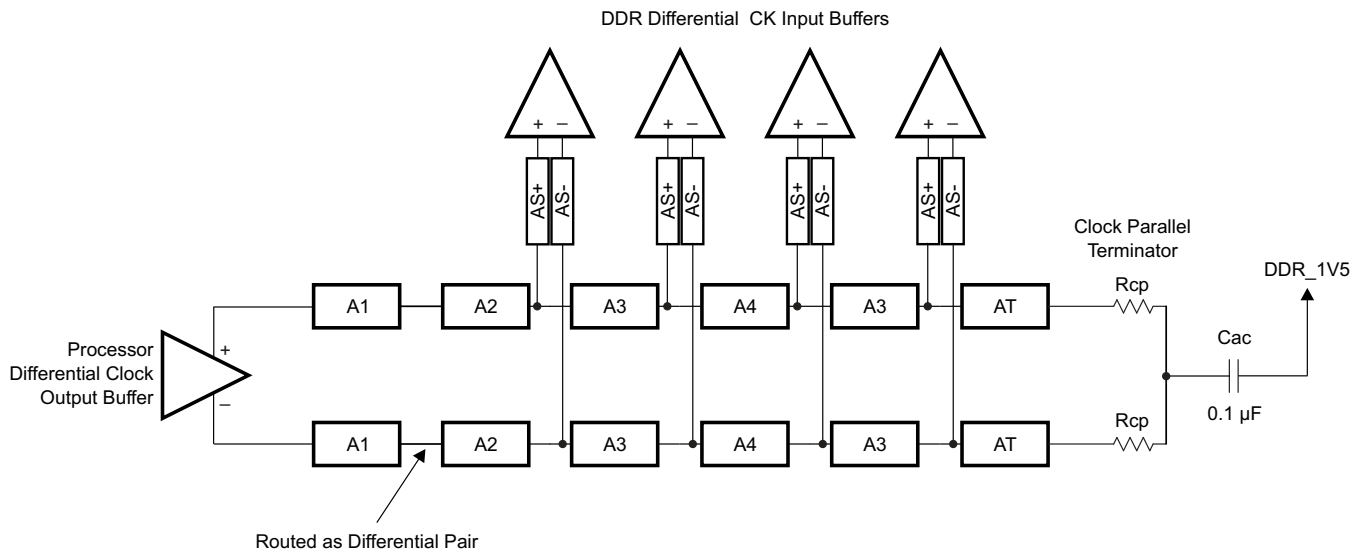 DDR Differential CK Input Buffers
+ – + – + – + –
AS+ AS- AS+ AS- AS+ AS- AS+ AS-
Clock Parallel
Terminator
DDR_1V5
A1 A2 A3 A4 A3 AT Rcp
Processor
Differential Clock
Output Buffer
+
–
Cac
0.1 µF
A1 A2 A3 A4 A3 AT Rcp
Routed as Differential Pair